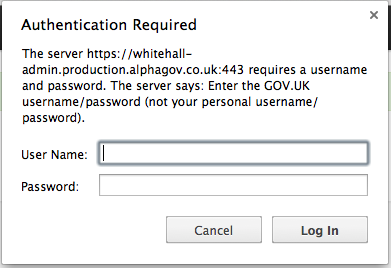 Authentication Required
The server https://whitehall-
admin.production.alphagov.co.uk:443 requires a username
and password. The server says: Enter the GOV.UK
username/password (not your personal username/
password).
User Name:
Password:
Cancel Log In